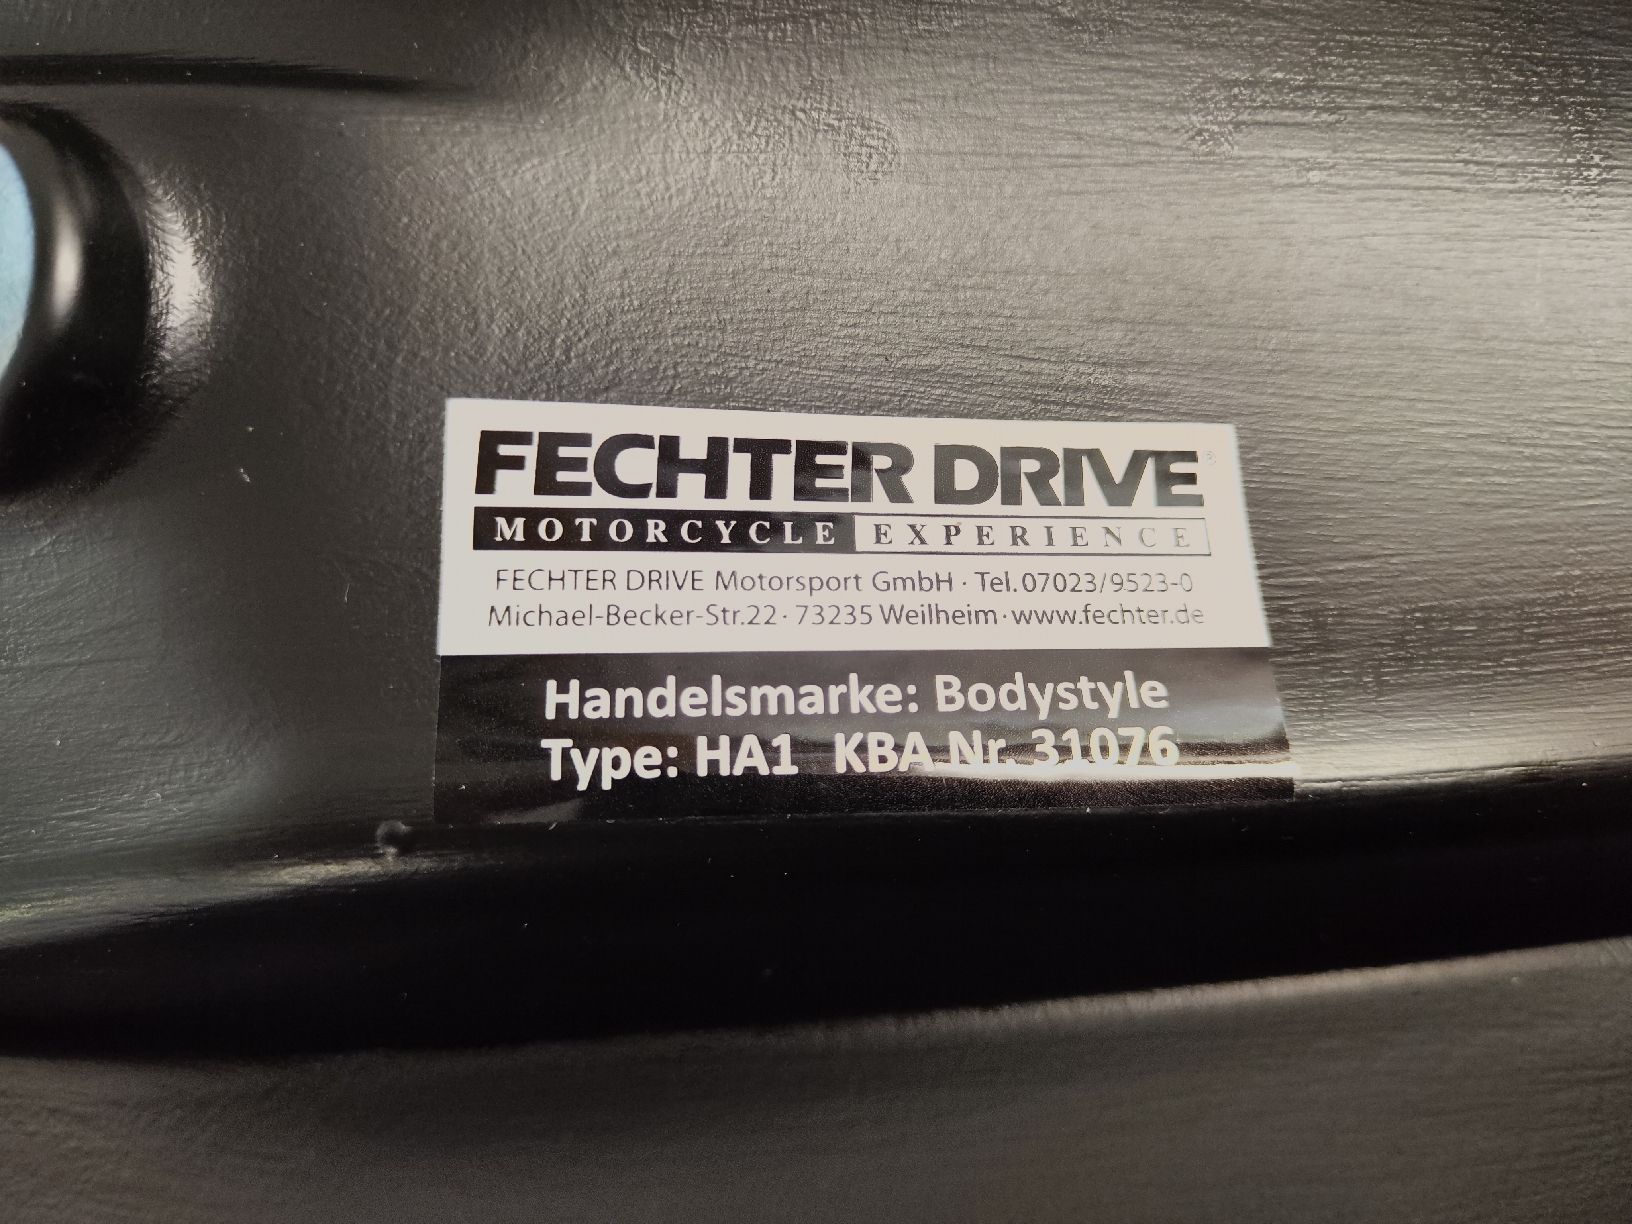 FECHTER DRIVE®
MOTORCYCLE EXPERIENCE
FECHTER DRIVE Motorsport GmbH · Tel.07023/9523-0
Michael-Becker-Str.22 · 73235 Weilheim · www.fechter.de
Handelsmarke: Bodystyle
Type: HA1 KBA Nr. 31076